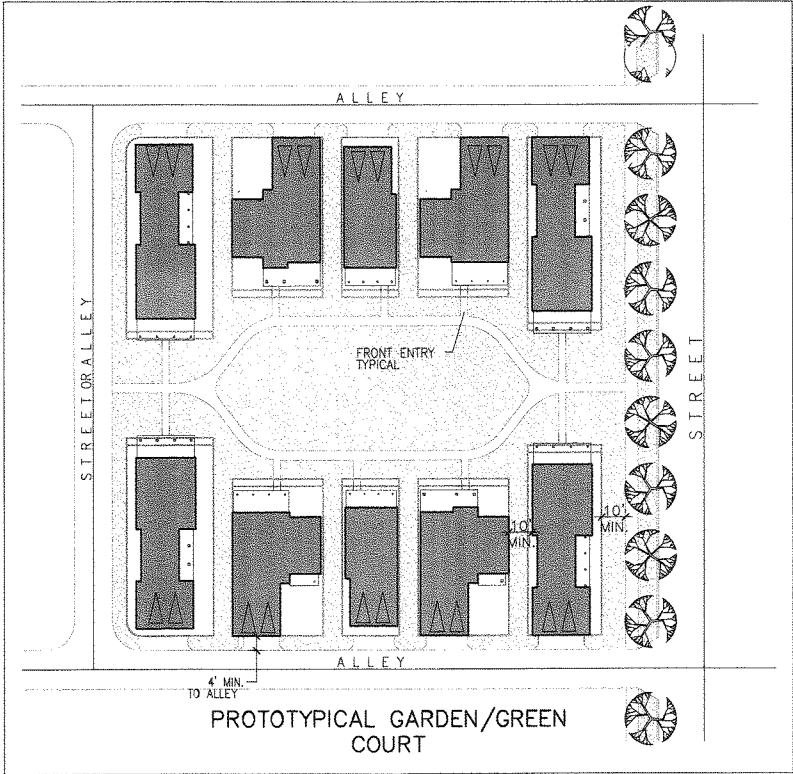 ALLEY
STREET OR ALLEY
STREET
FRONT ENTRY
TYPICAL
10'
MIN.
10'
MIN.
ALLEY
4' MIN.
TO ALLEY
PROTOTYPICAL GARDEN/GREEN
COURT